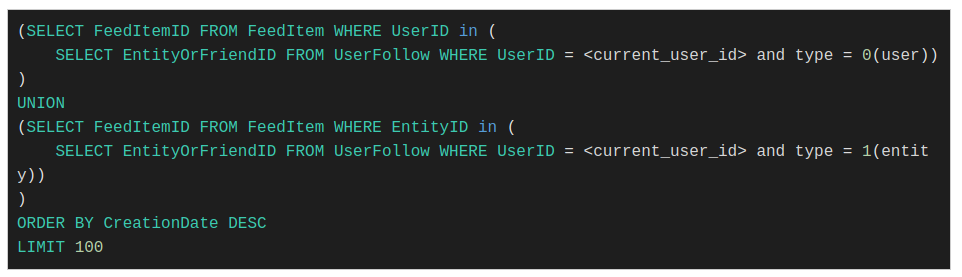 (SELECT FeedItemID FROM FeedItem WHERE UserID in (
    SELECT EntityOrFriendID FROM UserFollow WHERE UserID = <current_user_id> and type = 0(user))
)
UNION
(SELECT FeedItemID FROM FeedItem WHERE EntityID in (
    SELECT EntityOrFriendID FROM UserFollow WHERE UserID = <current_user_id> and type = 1(entit
y))
)
ORDER BY CreationDate DESC
LIMIT 100